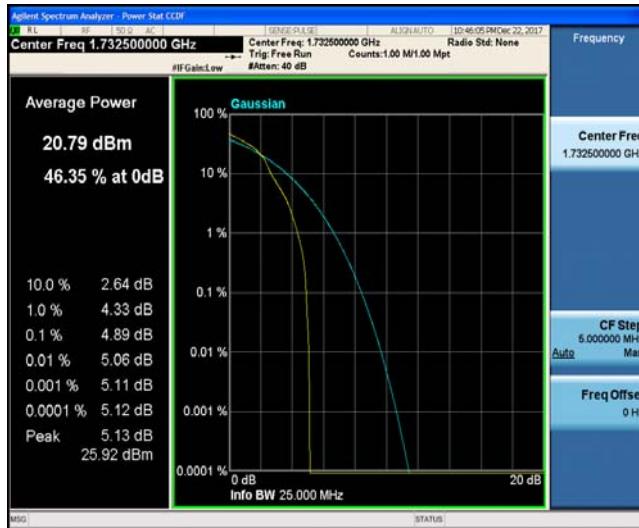 Agilent Spectrum Analyzer - Power Stat CCDF
RL RF 50 Ω AC SENSE:PULSE ALIGNAUTO 10:46:05 PM Dec 22, 2017
Center Freq 1.732500000 GHz
Center Freq: 1.732500000 GHz Radio Std: None
Trig: Free Run Counts:1.00 M/1.00 Mpt
#IFGain:Low #Atten: 40 dB
Frequency
Average Power
20.79 dBm
46.35 % at 0dB
10.0 % 2.64 dB
1.0 % 4.33 dB
0.1 % 4.89 dB
0.01 % 5.06 dB
0.001 % 5.11 dB
0.0001 % 5.12 dB
Peak 5.13 dB
25.92 dBm
Gaussian
100 %
10 %
1 %
0.1 %
0.01 %
0.001 %
0.0001 %
0 dB 20 dB
Info BW 25.000 MHz
Center Fre
1.732500000 GH
CF Step
5.000000 MH
Auto Ma
Freq Offse
0 H
MSG STATUS